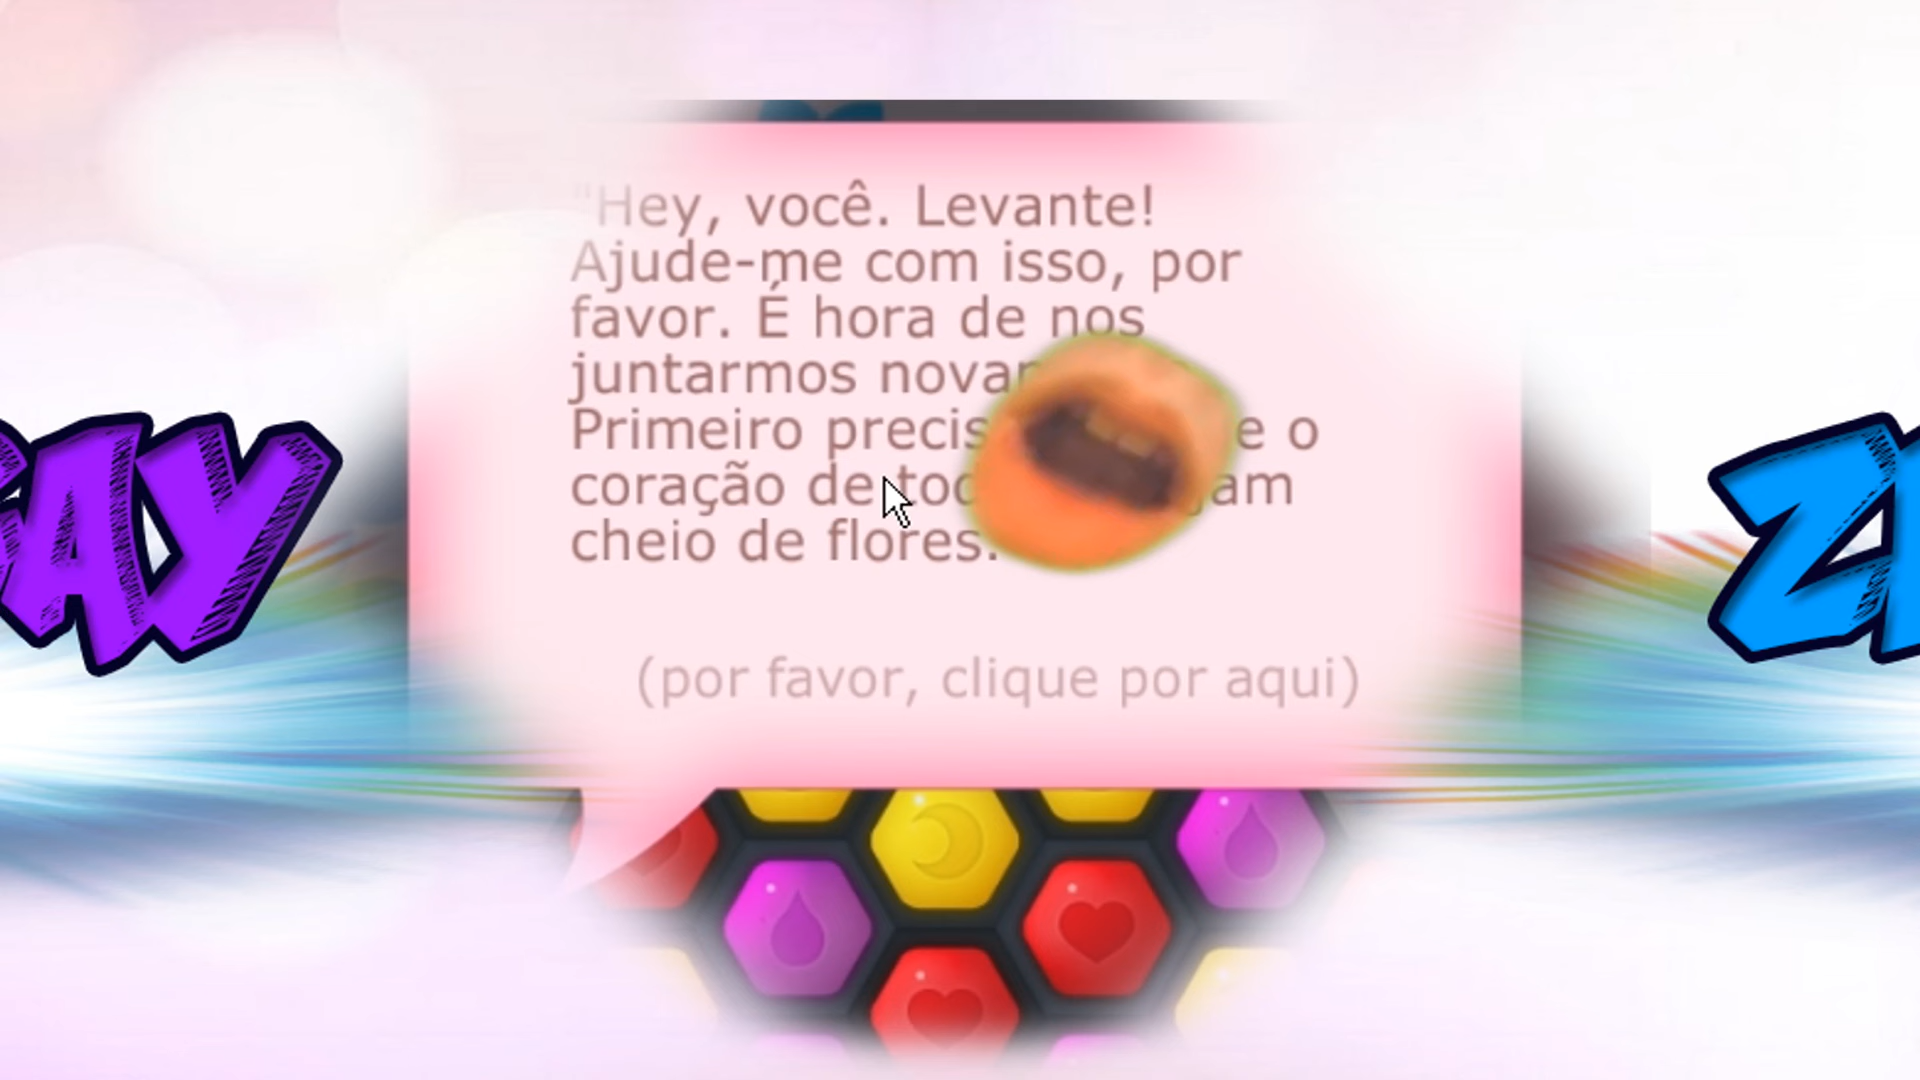 "Hey, você. Levante!
Ajude-me com isso, por
favor. É hora de nos
juntarmos
Primeiro e o
coração de
cheio de flores.
(por favor, clique por aqui)